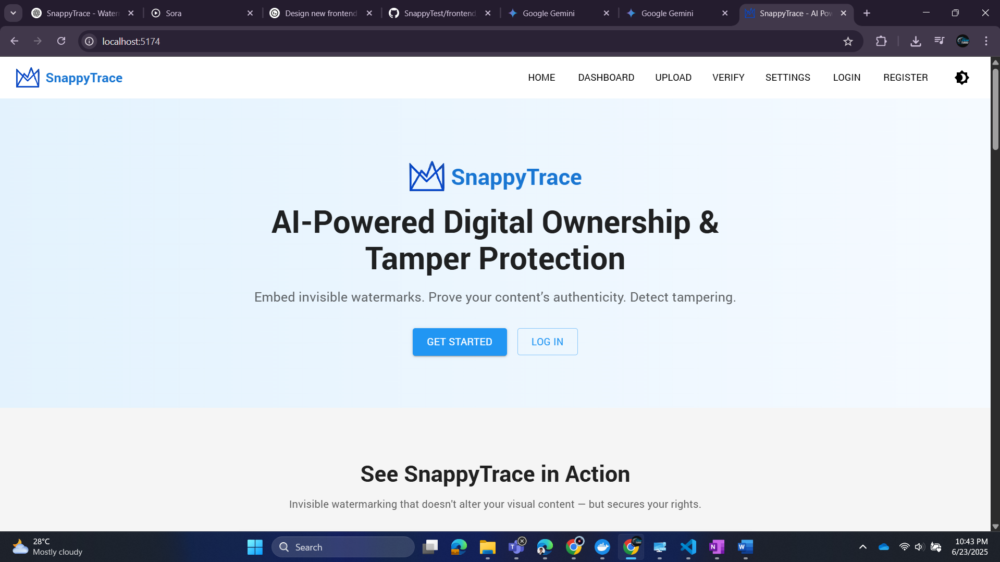 SnappyTrace - Water
Sora
Design new frontend
SnappyTest/frontend
Google Gemini
Google Gemini
SnappyTrace - AI Pow
localhost:5174
SnappyTrace
HOME
DASHBOARD
UPLOAD
VERIFY
SETTINGS
LOGIN
REGISTER
SnappyTrace
AI-Powered Digital Ownership &
Tamper Protection
Embed invisible watermarks. Prove your content’s authenticity. Detect tampering.
GET STARTED
LOG IN
See SnappyTrace in Action
Invisible watermarking that doesn't alter your visual content — but secures your rights.
28°C
Mostly cloudy
Search
10:43 PM
6/23/2025